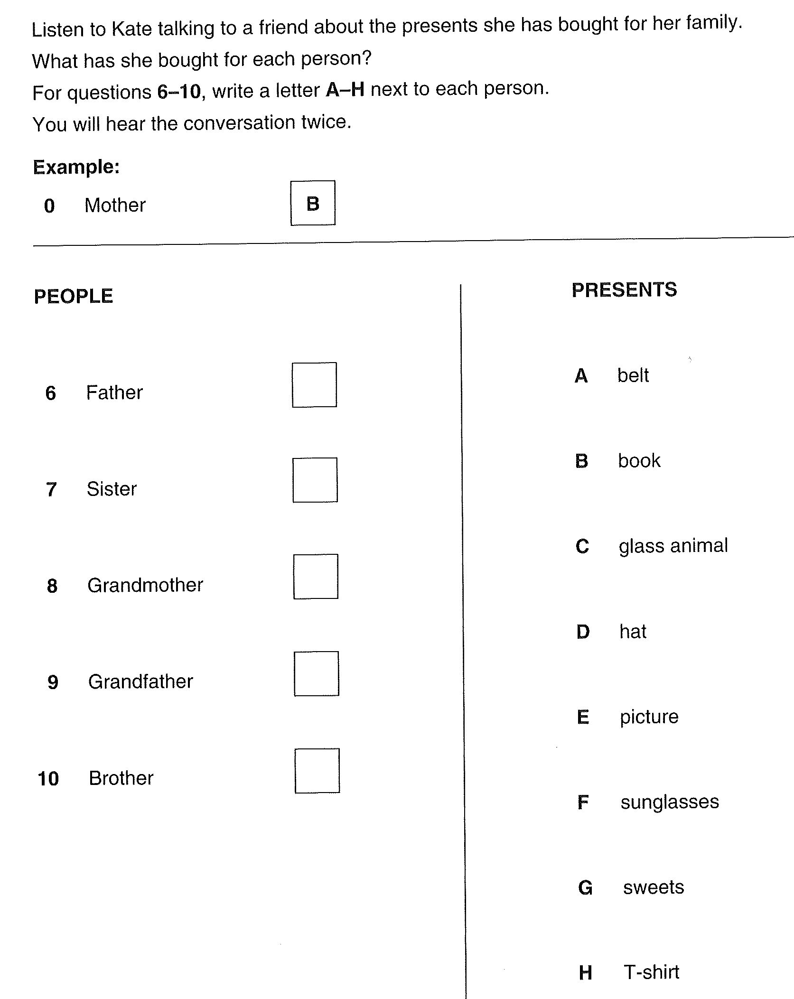 Listen to Kate talking to a friend about the presents she has bought for her family.
What has she bought for each person?
For questions 6–10, write a letter A–H next to each person.
You will hear the conversation twice.
Example:
0 Mother B
PEOPLE
6 Father
7 Sister
8 Grandmother
9 Grandfather
10 Brother
PRESENTS
A belt
B book
C glass animal
D hat
E picture
F sunglasses
G sweets
H T-shirt